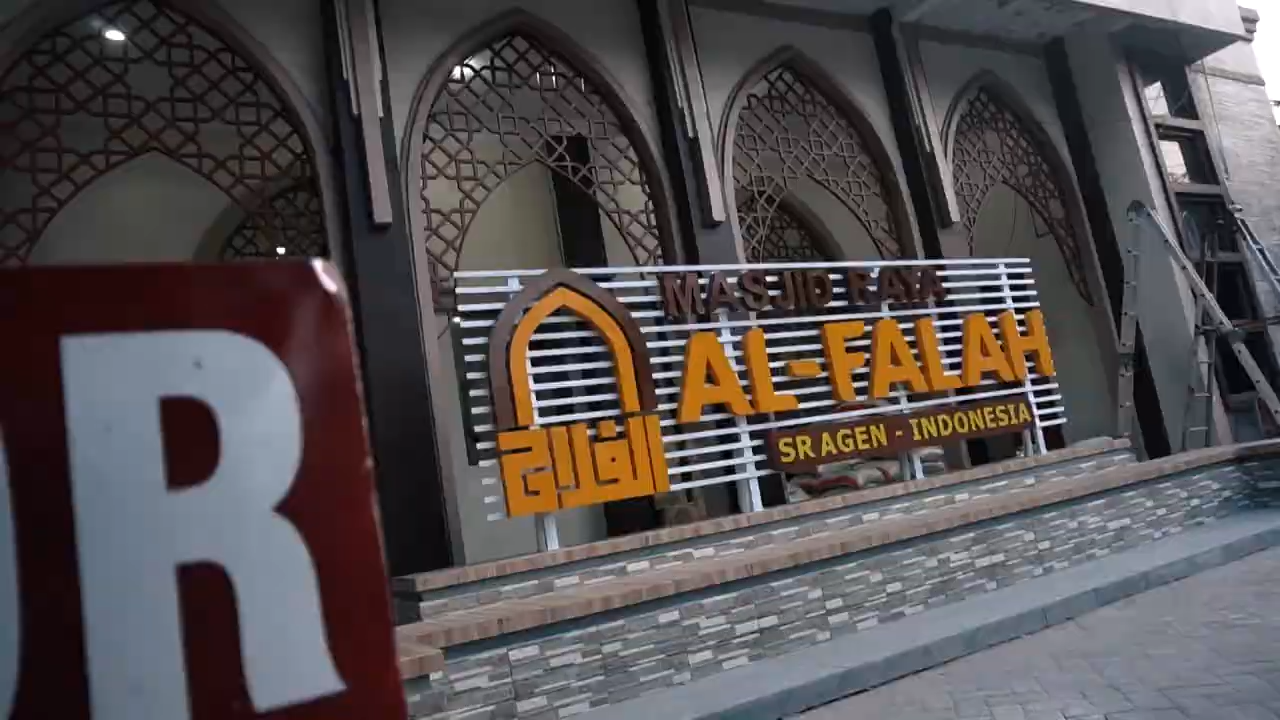 R
MASJID RAYA
AL-FALAH
الفلاح
SRAGEN - INDONESIA